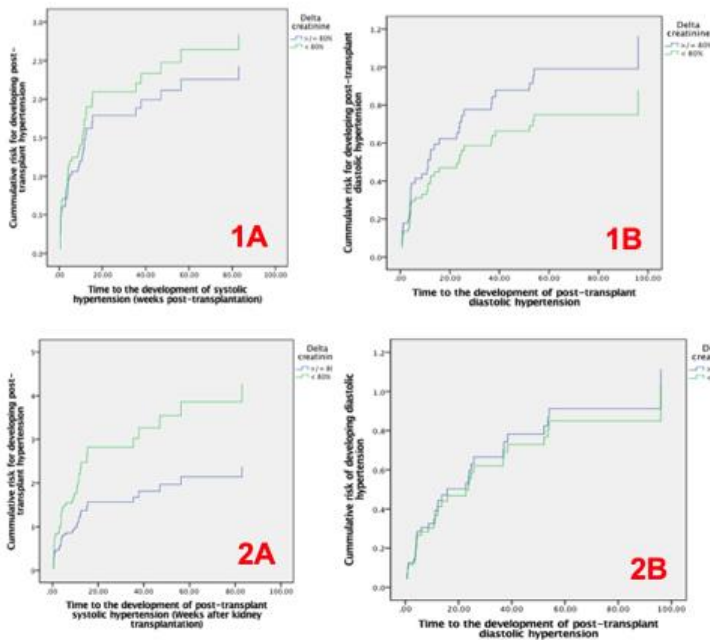 Cummulative risk for developing post-
transplant hypertension
3.0
2.5
2.0
1.5
1.0
0.5
0.0
.00
20.00
40.00
60.00
80.00
100.00
Time to the development of systolic
hypertension (weeks post-transplantation)
Delta
creatinine
>/= 80%
< 80%
1A
Cummulaive risk for developing post-transplant
diastolic hypertension
1.2
1.0
0.8
0.6
0.4
0.2
0.0
.00
20.00
40.00
60.00
80.00
100.00
Time to the development of post-transplant
diastolic hypertension
Delta
creatinine
>/= 80%
< 80%
1B
Cummulative risk for developing post-
transplant hypertension
5
4
3
2
1
0
.00
20.00
40.00
60.00
80.00
100.00
Time to the development of post-transplant
systolic hypertension (Weeks after kidney
transplantation)
Delta
creatinin
>/= 8
< 80%
2A
Cumulative risk of developing diastolic
hypertension
1.2
1.0
0.8
0.6
0.4
0.2
0.0
.00
20.00
40.00
60.00
80.00
100.00
Time to the development of post-transplant
diastolic hypertension
De
creati
>
<
2B